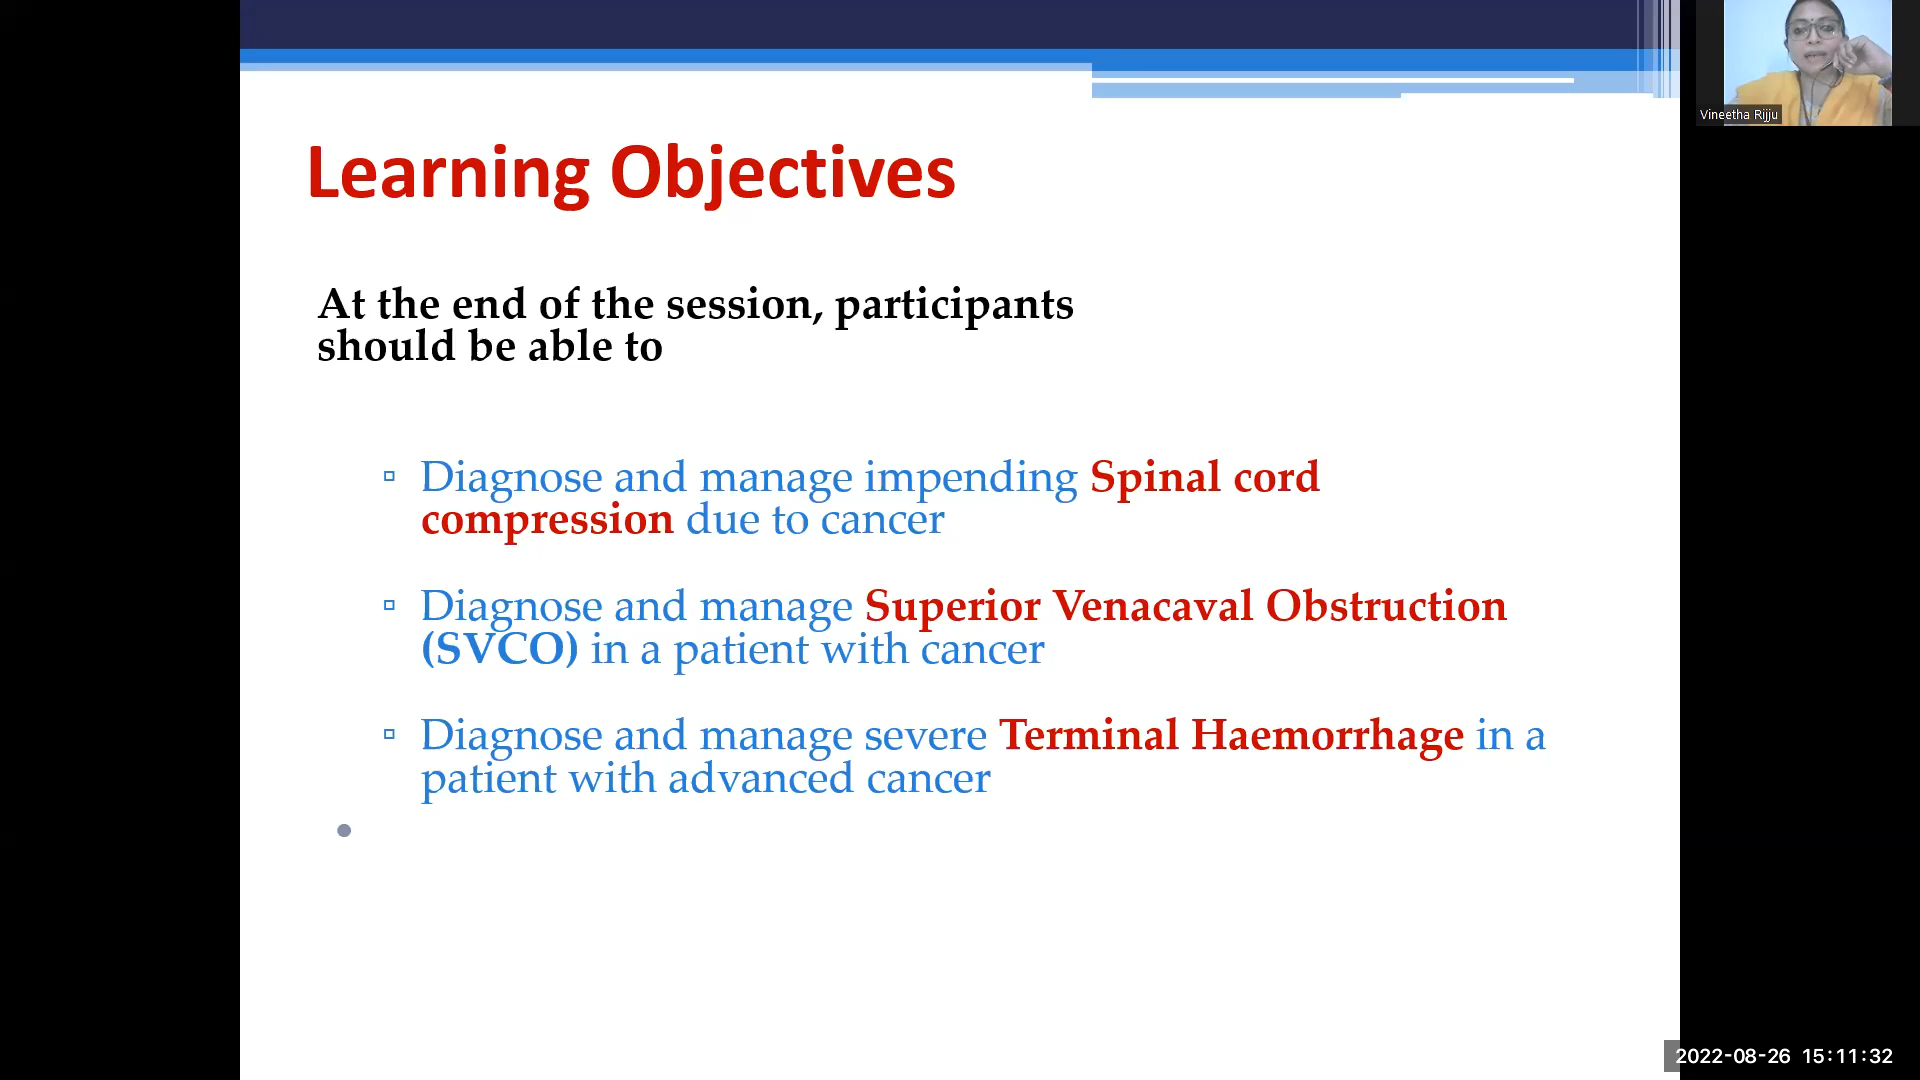 Learning Objectives
At the end of the session, participants
should be able to
Diagnose and manage impending Spinal cord
compression due to cancer
Diagnose and manage Superior Venacaval Obstruction
(SVCO) in a patient with cancer
Diagnose and manage severe Terminal Haemorrhage in a
patient with advanced cancer
Vineetha Rijju
2022-08-26 15:11:32